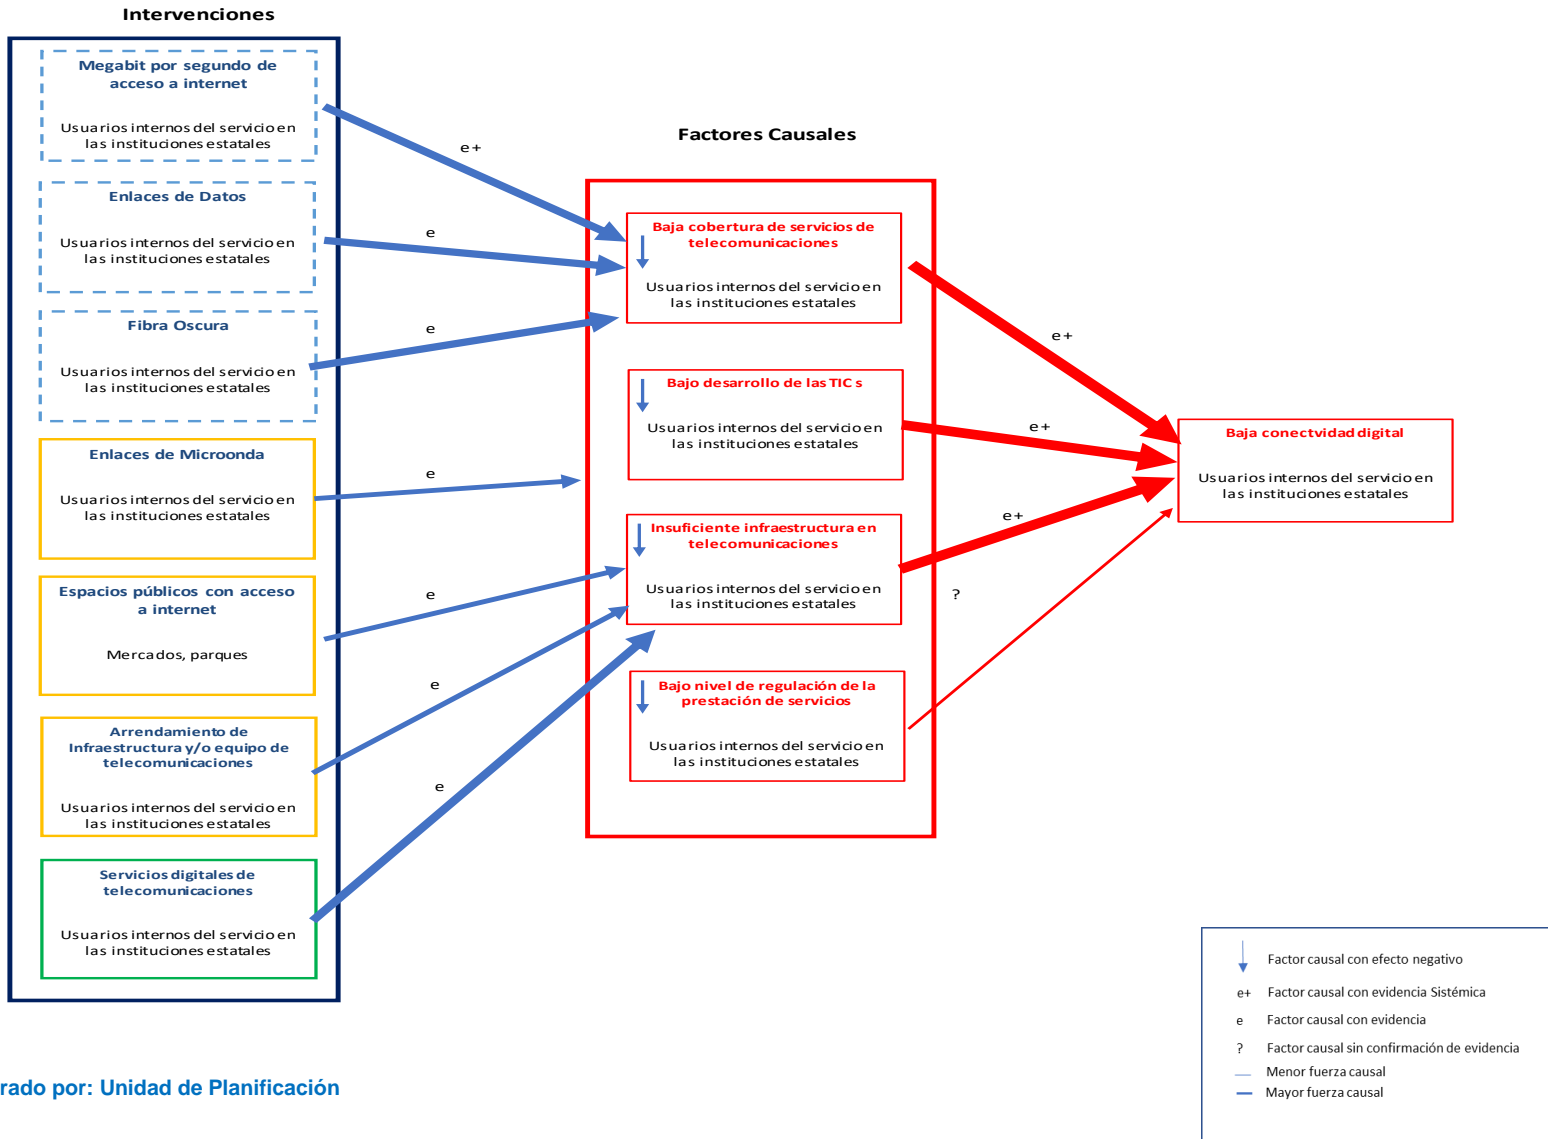 Intervenciones
Megabit por segundo de
acceso a internet
Usuarios internos del servicio en
las instituciones estatales
Enlaces de Datos
Usuarios internos del servicio en
las instituciones estatales
Fibra Oscura
Usuarios internos del servicio en
las instituciones estatales
Enlaces de Microonda
Usuarios internos del servicio en
las instituciones estatales
Espacios públicos con acceso
a internet
Mercados, parques
Arrendamiento de
Infraestructura y/o equipo de
telecomunicaciones
Usuarios internos del servicio en
las instituciones estatales
Servicios digitales de
telecomunicaciones
Usuarios internos del servicio en
las instituciones estatales
e+
e
e
e
e
e
e
Factores Causales
Baja cobertura de servicios de
telecomunicaciones
Usuarios internos del servicio en
las instituciones estatales
Bajo desarrollo de las TIC s
Usuarios internos del servicio en
las instituciones estatales
Insuficiente infraestructura en
telecomunicaciones
Usuarios internos del servicio en
las instituciones estatales
Bajo nivel de regulación de la
prestación de servicios
Usuarios internos del servicio en
las instituciones estatales
e+
e+
e+
?
Baja conectvidad digital
Usuarios internos del servicio en
las instituciones estatales
Factor causal con efecto negativo
e+ Factor causal con evidencia Sistémica
e Factor causal con evidencia
? Factor causal sin confirmación de evidencia
Menor fuerza causal
Mayor fuerza causal
rado por: Unidad de Planificación